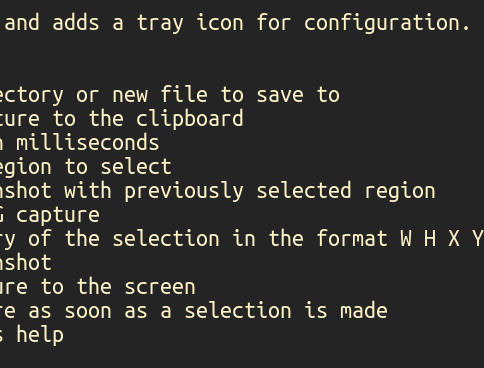 and adds a tray icon for configuration.
ectory or new file to save to
ture to the clipboard
n milliseconds
egion to select
nshot with previously selected region
G capture
ry of the selection in the format W H X Y
nshot
ure to the screen
re as soon as a selection is made
s help